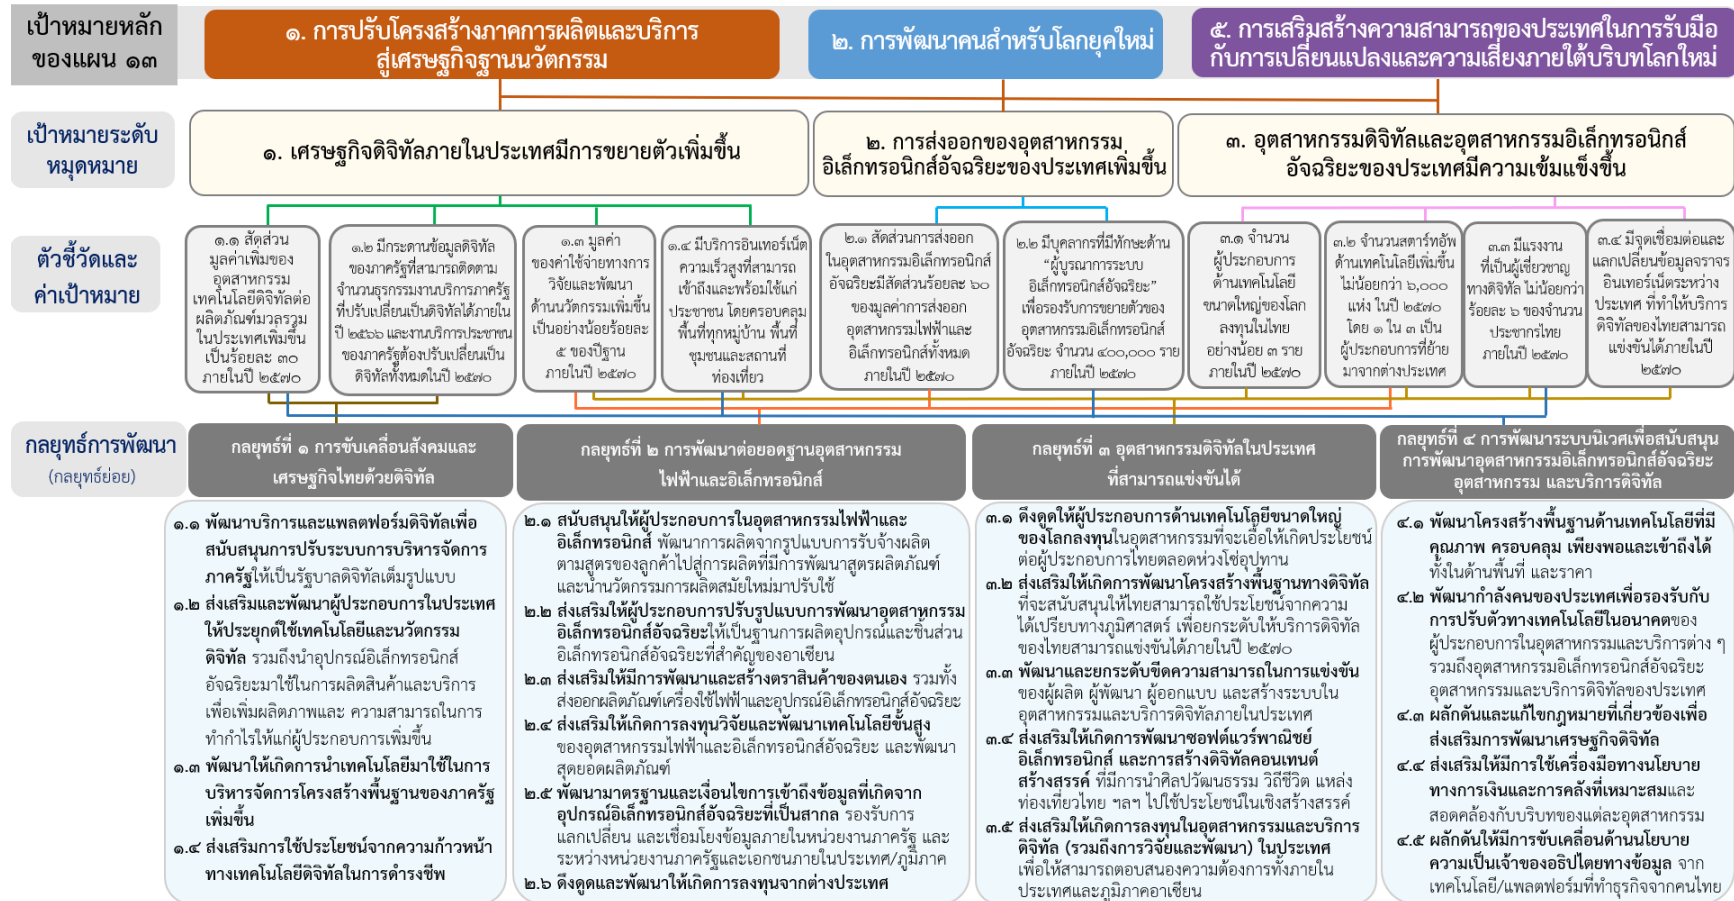 เป้าหมายหลัก
ของแผน ๑๓
๑. การปรับโครงสร้างภาคการผลิตและบริการ
สู่เศรษฐกิจฐานนวัตกรรม
๒. การพัฒนาคนสำหรับโลกยุคใหม่
๕. การเสริมสร้างความสามารถของประเทศในการรับมือ
กับการเปลี่ยนแปลงและความเสี่ยงภายใต้บริบทโลกใหม่
เป้าหมายระดับ
หมุดหมาย
๑. เศรษฐกิจดิจิทัลภายในประเทศมีการขยายตัวเพิ่มขึ้น
๒. การส่งออกของอุตสาหกรรม
อิเล็กทรอนิกส์อัจฉริยะของประเทศเพิ่มขึ้น
๓. อุตสาหกรรมดิจิทัลและอุตสาหกรรมอิเล็กทรอนิกส์
อัจฉริยะของประเทศมีความเข้มแข็งขึ้น
ตัวชี้วัดและ
ค่าเป้าหมาย
๑.๑ สัดส่วน
มูลค่าเพิ่มของ
อุตสาหกรรม
เทคโนโลยีดิจิทัลต่อ
ผลิตภัณฑ์มวลรวม
ในประเทศเพิ่มขึ้น
เป็นร้อยละ ๓๐
ภายในปี ๒๕๗๐
๑.๒ มีกระดานข้อมูลดิจิทัล
ของภาครัฐที่สามารถติดตาม
จำนวนธุรกรรมงานบริการภาครัฐ
ที่ปรับเปลี่ยนเป็นดิจิทัลได้ภายใน
ปี ๒๕๖๖ และงานบริการประชาชน
ของภาครัฐต้องปรับเปลี่ยนเป็น
ดิจิทัลทั้งหมดในปี ๒๕๗๐
๑.๓ มูลค่า
ของค่าใช้จ่ายทางการ
วิจัยและพัฒนา
ด้านนวัตกรรมเพิ่มขึ้น
เป็นอย่างน้อยร้อยละ
๕ ของปีฐาน
ภายในปี ๒๕๗๐
๑.๔ มีบริการอินเทอร์เน็ต
ความเร็วสูงที่สามารถ
เข้าถึงและพร้อมใช้แก่
ประชาชน โดยครอบคลุม
พื้นที่ทุกหมู่บ้าน พื้นที่
ชุมชนและสถานที่
ท่องเที่ยว
๒.๑ สัดส่วนการส่งออก
ในอุตสาหกรรมอิเล็กทรอนิกส์
อัจฉริยะมีสัดส่วนร้อยละ ๖๐
ของมูลค่าการส่งออก
อุตสาหกรรมไฟฟ้าและ
อิเล็กทรอนิกส์ทั้งหมด
ภายในปี ๒๕๗๐
๒.๒ มีบุคลากรที่มีทักษะด้าน
“ผู้บูรณาการระบบ
อิเล็กทรอนิกส์อัจฉริยะ”
เพื่อรองรับการขยายตัวของ
อุตสาหกรรมอิเล็กทรอนิกส์
อัจฉริยะ จำนวน ๔๐๐,๐๐๐ ราย
ภายในปี ๒๕๗๐
๓.๑ จำนวน
ผู้ประกอบการ
ด้านเทคโนโลยี
ขนาดใหญ่ของโลก
ลงทุนในไทย
อย่างน้อย ๓ ราย
ภายในปี ๒๕๗๐
๓.๒ จำนวนสตาร์ทอัพ
ด้านเทคโนโลยีเพิ่มขึ้น
ไม่น้อยกว่า ๖,๐๐๐
แห่ง ในปี ๒๕๗๐
โดย ๑ ใน ๓ เป็น
ผู้ประกอบการที่ย้าย
มาจากต่างประเทศ
๓.๓ มีแรงงาน
ที่เป็นผู้เชี่ยวชาญ
ทางดิจิทัล ไม่น้อยกว่า
ร้อยละ ๖ ของจำนวน
ประชากรไทย
ภายในปี ๒๕๗๐
๓.๔ มีจุดเชื่อมต่อและ
แลกเปลี่ยนข้อมูลจราจร
อินเทอร์เน็ตระหว่าง
ประเทศ ที่ทำให้บริการ
ดิจิทัลของไทยสามารถ
แข่งขันได้ภายในปี
๒๕๗๐
กลยุทธ์การพัฒนา
(กลยุทธ์ย่อย)
กลยุทธ์ที่ ๑ การขับเคลื่อนสังคมและ
เศรษฐกิจไทยด้วยดิจิทัล
กลยุทธ์ที่ ๒ การพัฒนาต่อยอดฐานอุตสาหกรรม
ไฟฟ้าและอิเล็กทรอนิกส์
กลยุทธ์ที่ ๓ อุตสาหกรรมดิจิทัลในประเทศ
ที่สามารถแข่งขันได้
กลยุทธ์ที่ ๔ การพัฒนาระบบนิเวศเพื่อสนับสนุน
การพัฒนาอุตสาหกรรมอิเล็กทรอนิกส์อัจฉริยะ
อุตสาหกรรม และบริการดิจิทัล
๑.๑ พัฒนาบริการและแพลตฟอร์มดิจิทัลเพื่อ
สนับสนุนการปรับระบบการบริหารจัดการ
ภาครัฐให้เป็นรัฐบาลดิจิทัลเต็มรูปแบบ
๑.๒ ส่งเสริมและพัฒนาผู้ประกอบการในประเทศ
ให้ประยุกต์ใช้เทคโนโลยีและนวัตกรรม
ดิจิทัล รวมถึงนำอุปกรณ์อิเล็กทรอนิกส์
อัจฉริยะมาใช้ในการผลิตสินค้าและบริการ
เพื่อเพิ่มผลิตภาพและ ความสามารถในการ
ทำกำไรให้แก่ผู้ประกอบการเพิ่มขึ้น
๑.๓ พัฒนาให้เกิดการนำเทคโนโลยีมาใช้ในการ
บริหารจัดการโครงสร้างพื้นฐานของภาครัฐ
เพิ่มขึ้น
๑.๔ ส่งเสริมการใช้ประโยชน์จากความก้าวหน้า
ทางเทคโนโลยีดิจิทัลในการดำรงชีพ
๒.๑ สนับสนุนให้ผู้ประกอบการในอุตสาหกรรมไฟฟ้าและ
อิเล็กทรอนิกส์ พัฒนาการผลิตจากรูปแบบการรับจ้างผลิต
ตามสูตรของลูกค้าไปสู่การผลิตที่มีการพัฒนาสูตรผลิตภัณฑ์
และนำนวัตกรรมการผลิตสมัยใหม่มาปรับใช้
๒.๒ ส่งเสริมให้ผู้ประกอบการปรับรูปแบบการพัฒนาอุตสาหกรรม
อิเล็กทรอนิกส์อัจฉริยะให้เป็นฐานการผลิตอุปกรณ์และชิ้นส่วน
อิเล็กทรอนิกส์อัจฉริยะที่สำคัญของอาเซียน
๒.๓ ส่งเสริมให้มีการพัฒนาและสร้างตราสินค้าของตนเอง รวมทั้ง
ส่งออกผลิตภัณฑ์เครื่องใช้ไฟฟ้าและอุปกรณ์อิเล็กทรอนิกส์อัจฉริยะ
๒.๔ ส่งเสริมให้เกิดการลงทุนวิจัยและพัฒนาเทคโนโลยีขั้นสูง
ของอุตสาหกรรมไฟฟ้าและอิเล็กทรอนิกส์อัจฉริยะ และพัฒนา
สุดยอดผลิตภัณฑ์
๒.๕ พัฒนามาตรฐานและเงื่อนไขการเข้าถึงข้อมูลที่เกิดจาก
อุปกรณ์อิเล็กทรอนิกส์อัจฉริยะที่เป็นสากล รองรับการ
แลกเปลี่ยน และเชื่อมโยงข้อมูลภายในหน่วยงานภาครัฐ และ
ระหว่างหน่วยงานภาครัฐและเอกชนภายในประเทศ/ภูมิภาค
๒.๖ ดึงดูดและพัฒนาให้เกิดการลงทุนจากต่างประเทศ
๓.๑ ดึงดูดให้ผู้ประกอบการด้านเทคโนโลยีขนาดใหญ่
ของโลกลงทุนในอุตสาหกรรมที่จะเอื้อให้เกิดประโยชน์
ต่อผู้ประกอบการไทยตลอดห่วงโซ่อุปทาน
๓.๒ ส่งเสริมให้เกิดการพัฒนาโครงสร้างพื้นฐานทางดิจิทัล
ที่จะสนับสนุนให้ไทยสามารถใช้ประโยชน์จากความ
ได้เปรียบทางภูมิศาสตร์ เพื่อยกระดับให้บริการดิจิทัล
ของไทยสามารถแข่งขันได้ภายในปี ๒๕๗๐
๓.๓ พัฒนาและยกระดับขีดความสามารถในการแข่งขัน
ของผู้ผลิต ผู้พัฒนา ผู้ออกแบบ และสร้างระบบใน
อุตสาหกรรมและบริการดิจิทัลภายในประเทศ
๓.๔ ส่งเสริมให้เกิดการพัฒนาซอฟต์แวร์พาณิชย์
อิเล็กทรอนิกส์ และการสร้างดิจิทัลคอนเทนต์
สร้างสรรค์ ที่มีการนำศิลปวัฒนธรรม วิถีชีวิต แหล่ง
ท่องเที่ยวไทย ฯลฯ ไปใช้ประโยชน์ในเชิงสร้างสรรค์
๓.๕ ส่งเสริมให้เกิดการลงทุนในอุตสาหกรรมและบริการ
ดิจิทัล (รวมถึงการวิจัยและพัฒนา) ในประเทศ
เพื่อให้สามารถตอบสนองความต้องการทั้งภายใน
ประเทศและภูมิภาคอาเซียน
๔.๑ พัฒนาโครงสร้างพื้นฐานด้านเทคโนโลยีที่มี
คุณภาพ ครอบคลุม เพียงพอและเข้าถึงได้
ทั้งในด้านพื้นที่ และราคา
๔.๒ พัฒนากำลังคนของประเทศเพื่อรองรับกับ
การปรับตัวทางเทคโนโลยีในอนาคตของ
ผู้ประกอบการในอุตสาหกรรมและบริการต่าง ๆ
รวมถึงอุตสาหกรรมอิเล็กทรอนิกส์อัจฉริยะ
อุตสาหกรรมและบริการดิจิทัลของประเทศ
๔.๓ ผลักดันและแก้ไขกฎหมายที่เกี่ยวข้องเพื่อ
ส่งเสริมการพัฒนาเศรษฐกิจดิจิทัล
๔.๔ ส่งเสริมให้มีการใช้เครื่องมือทางนโยบาย
ทางการเงินและการคลังที่เหมาะสมและ
สอดคล้องกับบริบทของแต่ละอุตสาหกรรม
๔.๕ ผลักดันให้มีการขับเคลื่อนด้านนโยบาย
ความเป็นเจ้าของอธิปไตยทางข้อมูล จาก
เทคโนโลยี/แพลตฟอร์มที่ทำธุรกิจจากคนไทย